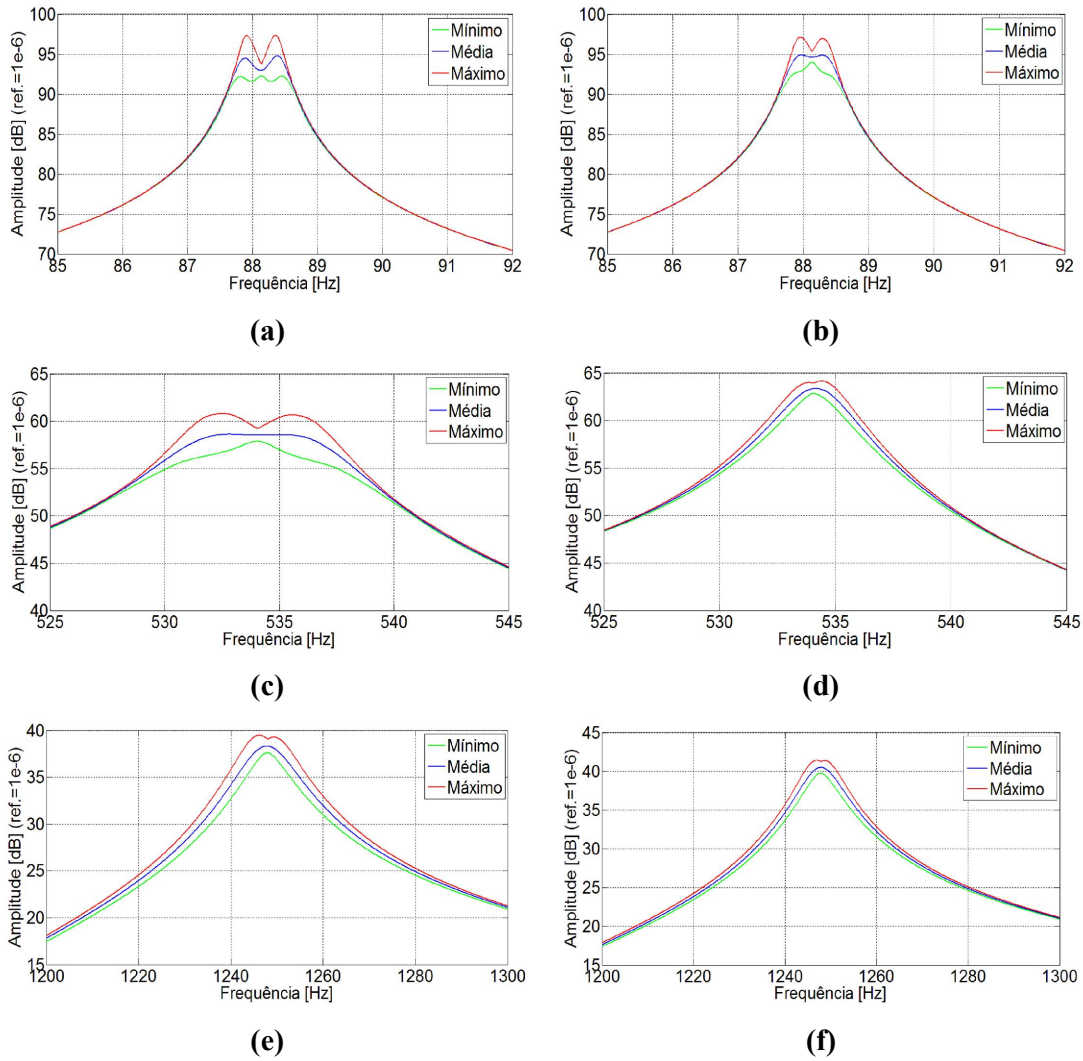 100
95
90
85
80
75
70
Amplitude [dB] (ref.=1e-6)
Mínimo
Média
Máximo
85 86 87 88 89 90 91 92
Frequência [Hz]
(a)
100
95
90
85
80
75
70
Amplitude [dB] (ref.=1e-6)
Mínimo
Média
Máximo
85 86 87 88 89 90 91 92
Frequência [Hz]
(b)
65
60
55
50
45
40
Amplitude [dB] (ref.=1e-6)
Mínimo
Média
Máximo
525 530 535 540 545
Frequência [Hz]
(c)
65
60
55
50
45
40
Amplitude [dB] (ref.=1e-6)
Mínimo
Média
Máximo
525 530 535 540 545
Frequência [Hz]
(d)
40
35
30
25
20
15
Amplitude [dB] (ref.=1e-6)
Mínimo
Média
Máximo
1200 1220 1240 1260 1280 1300
Frequência [Hz]
(e)
45
40
35
30
25
20
15
Amplitude [dB] (ref.=1e-6)
Mínimo
Média
Máximo
1200 1220 1240 1260 1280 1300
Frequência [Hz]
(f)